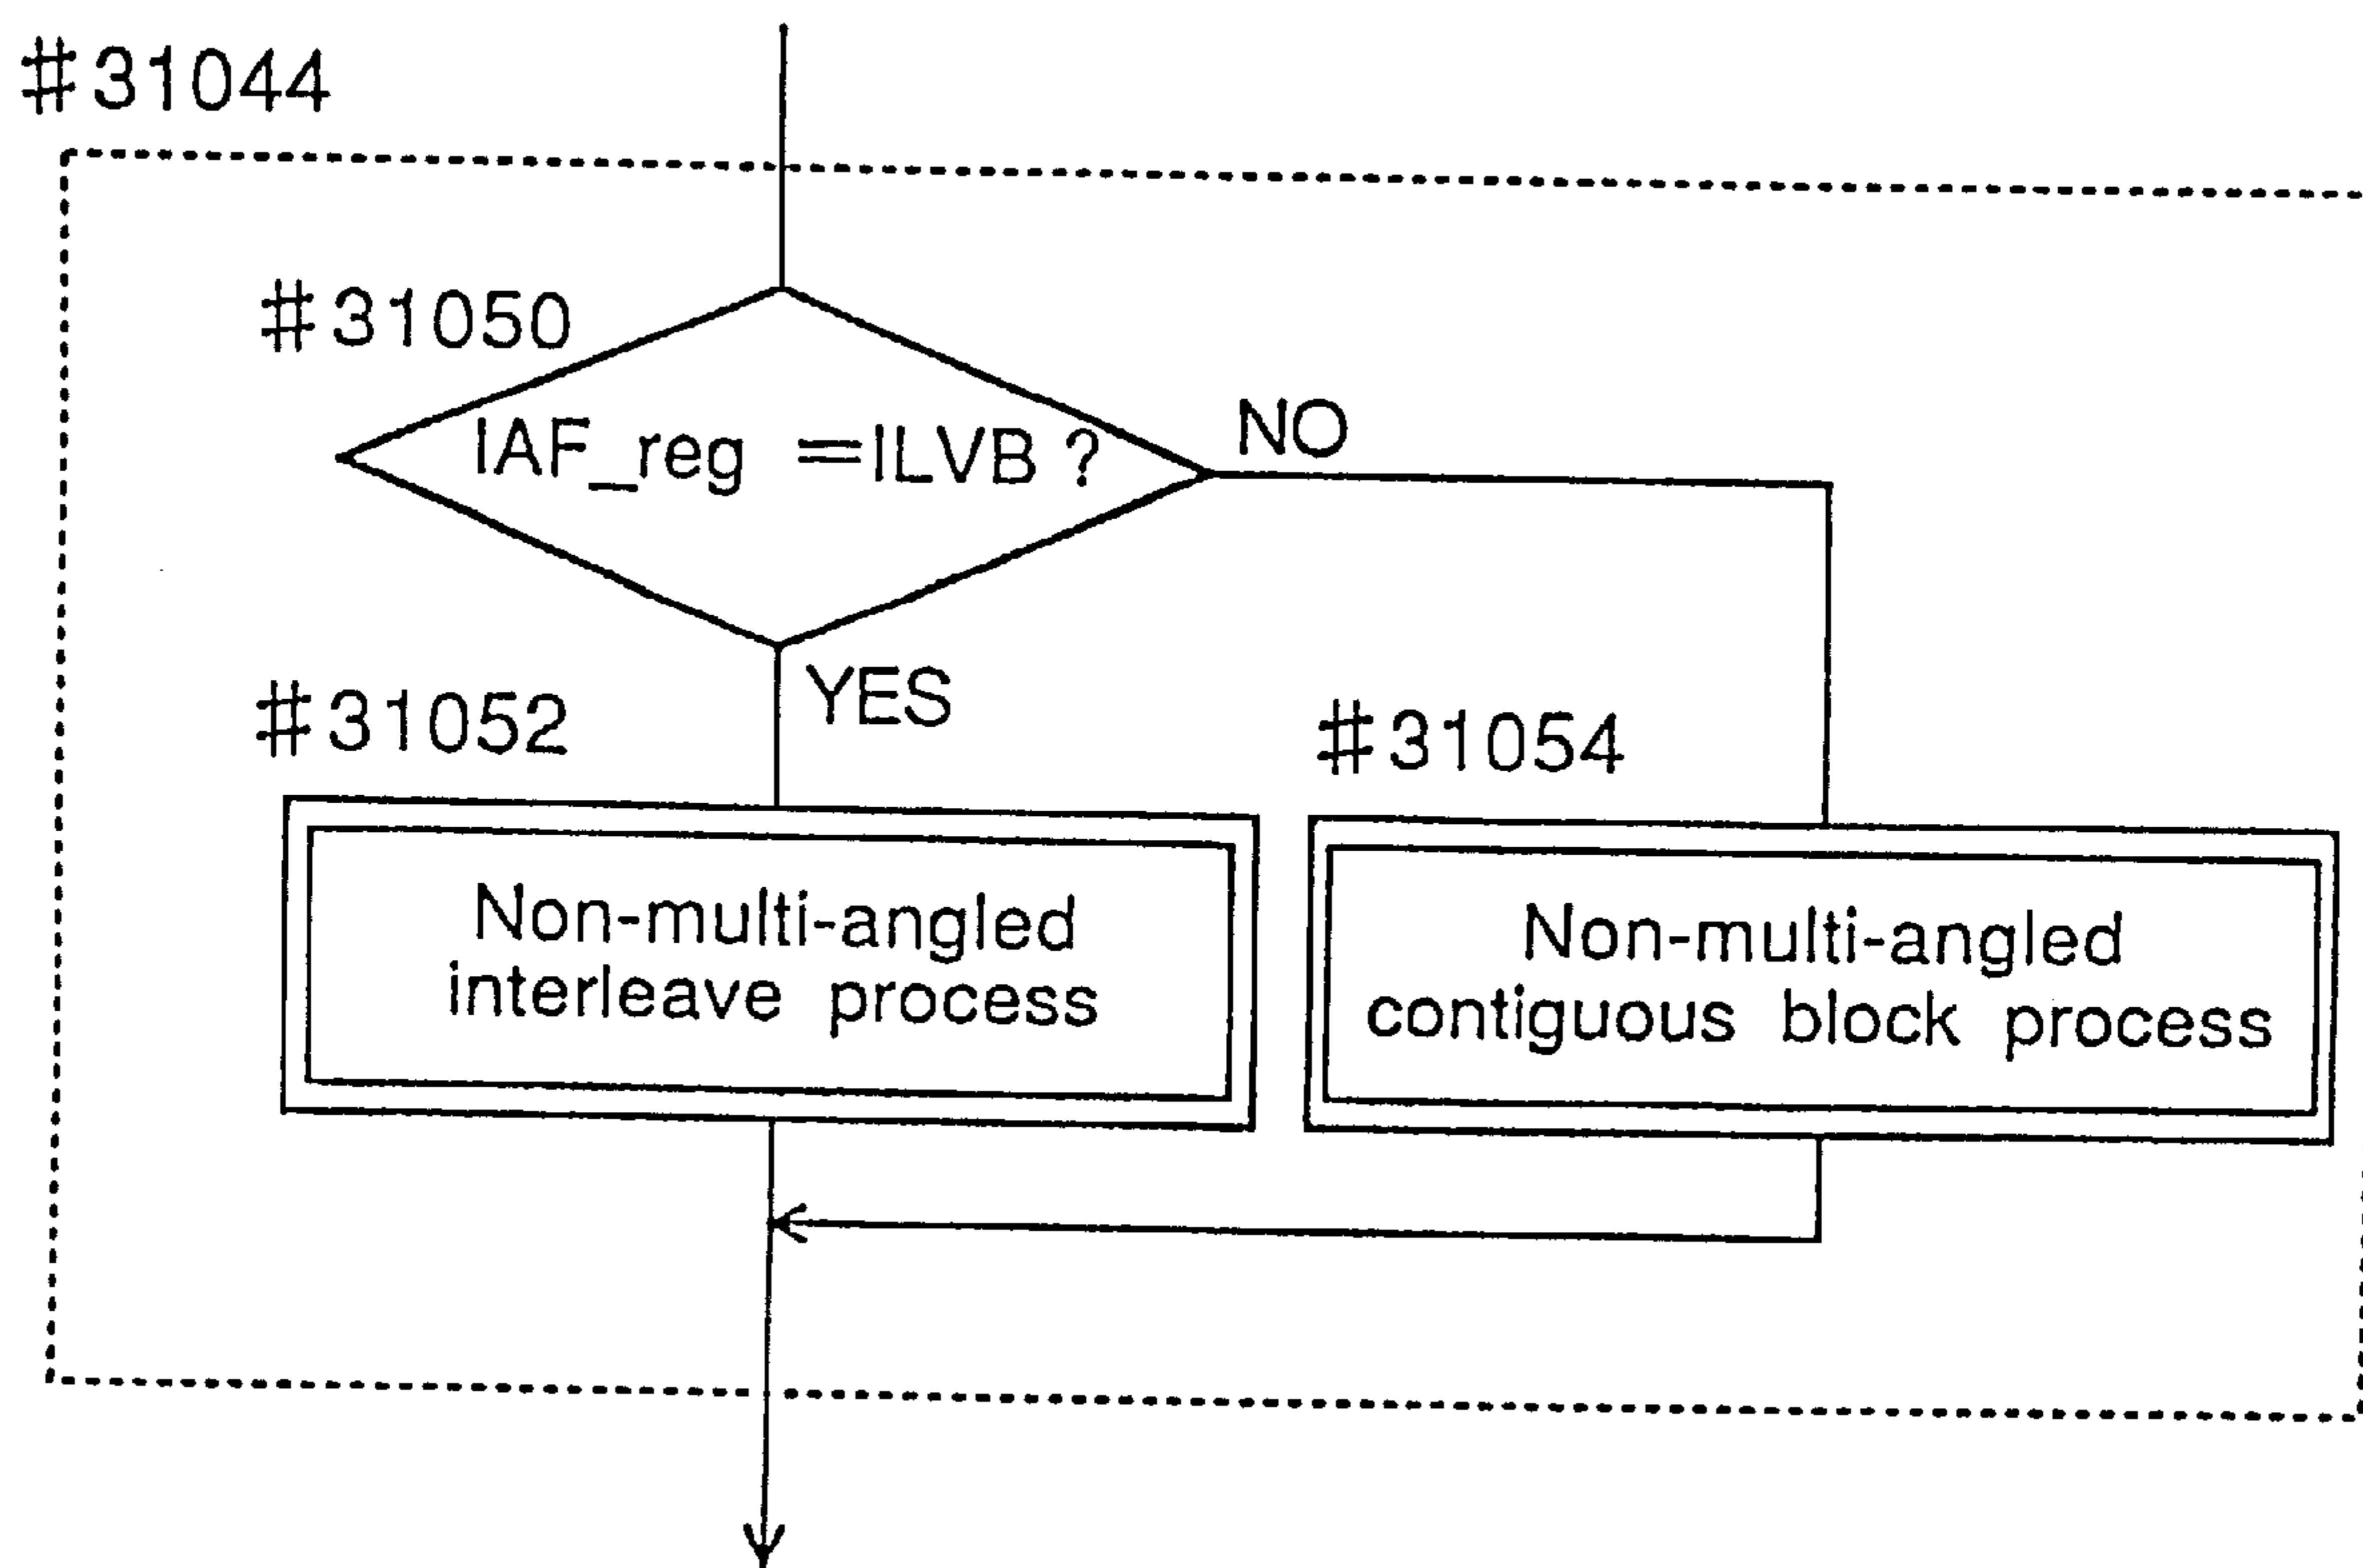 #31044
#31050
IAF_reg =ILVB ?
NO
YES
#31052
#31054
Non-multi-angled
interleave process
Non-multi-angled
contiguous block process